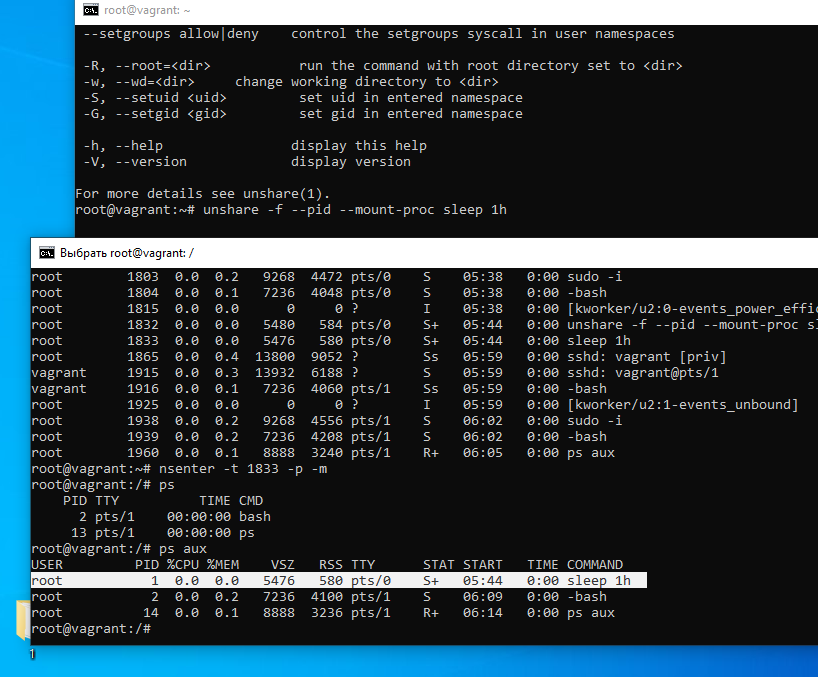 root@vagrant: ~
--setgroups allow|deny    control the setgroups syscall in user namespaces
-R, --root=<dir>           run the command with root directory set to <dir>
-w, --wd=<dir>     change working directory to <dir>
-S, --setuid <uid>         set uid in entered namespace
-G, --setgid <gid>         set gid in entered namespace
-h, --help                display this help
-V, --version             display version
For more details see unshare(1).
root@vagrant:~# unshare -f --pid --mount-proc sleep 1h
Выбрать root@vagrant: /
root        1803  0.0  0.2   9268  4472 pts/0    S    05:38   0:00 sudo -i
root        1804  0.0  0.1   7236  4048 pts/0    S    05:38   0:00 -bash
root        1815  0.0  0.0      0     0 ?        I    05:38   0:00 [kworker/u2:0-events_power_effic
root        1832  0.0  0.0   5480   584 pts/0    S+   05:44   0:00 unshare -f --pid --mount-proc sl
root        1833  0.0  0.0   5476   580 pts/0    S+   05:44   0:00 sleep 1h
root        1865  0.0  0.4  13800  9052 ?        Ss   05:59   0:00 sshd: vagrant [priv]
vagrant     1915  0.0  0.3  13932  6188 ?        S    05:59   0:00 sshd: vagrant@pts/1
vagrant     1916  0.0  0.1   7236  4060 pts/1    Ss   05:59   0:00 -bash
root        1925  0.0  0.0      0     0 ?        I    05:59   0:00 [kworker/u2:1-events_unbound]
root        1938  0.0  0.2   9268  4556 pts/1    S    06:02   0:00 sudo -i
root        1939  0.0  0.2   7236  4208 pts/1    S    06:02   0:00 -bash
root        1960  0.0  0.1   8888  3240 pts/1    R+   06:05   0:00 ps aux
root@vagrant:~# nsenter -t 1833 -p -m
root@vagrant:/# ps
    PID TTY          TIME CMD
      2 pts/1    00:00:00 bash
     13 pts/1    00:00:00 ps
root@vagrant:/# ps aux
USER         PID %CPU %MEM    VSZ   RSS TTY      STAT START   TIME COMMAND
root           1  0.0  0.0   5476   580 pts/0    S+   05:44   0:00 sleep 1h
root           2  0.0  0.2   7236  4100 pts/1    S    06:09   0:00 -bash
root          14  0.0  0.1   8888  3236 pts/1    R+   06:14   0:00 ps aux
root@vagrant:/#
1